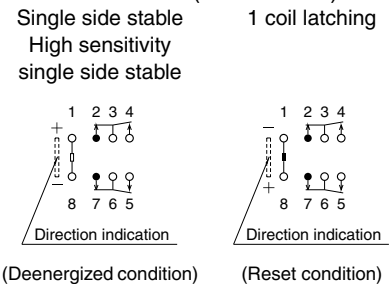 Single side stable
High sensitivity
single side stable
1 2 3 4
+
−
8 7 6 5
Direction indication
(Deenergized condition)
1 coil latching
1 2 3 4
−
+
8 7 6 5
Direction indication
(Reset condition)